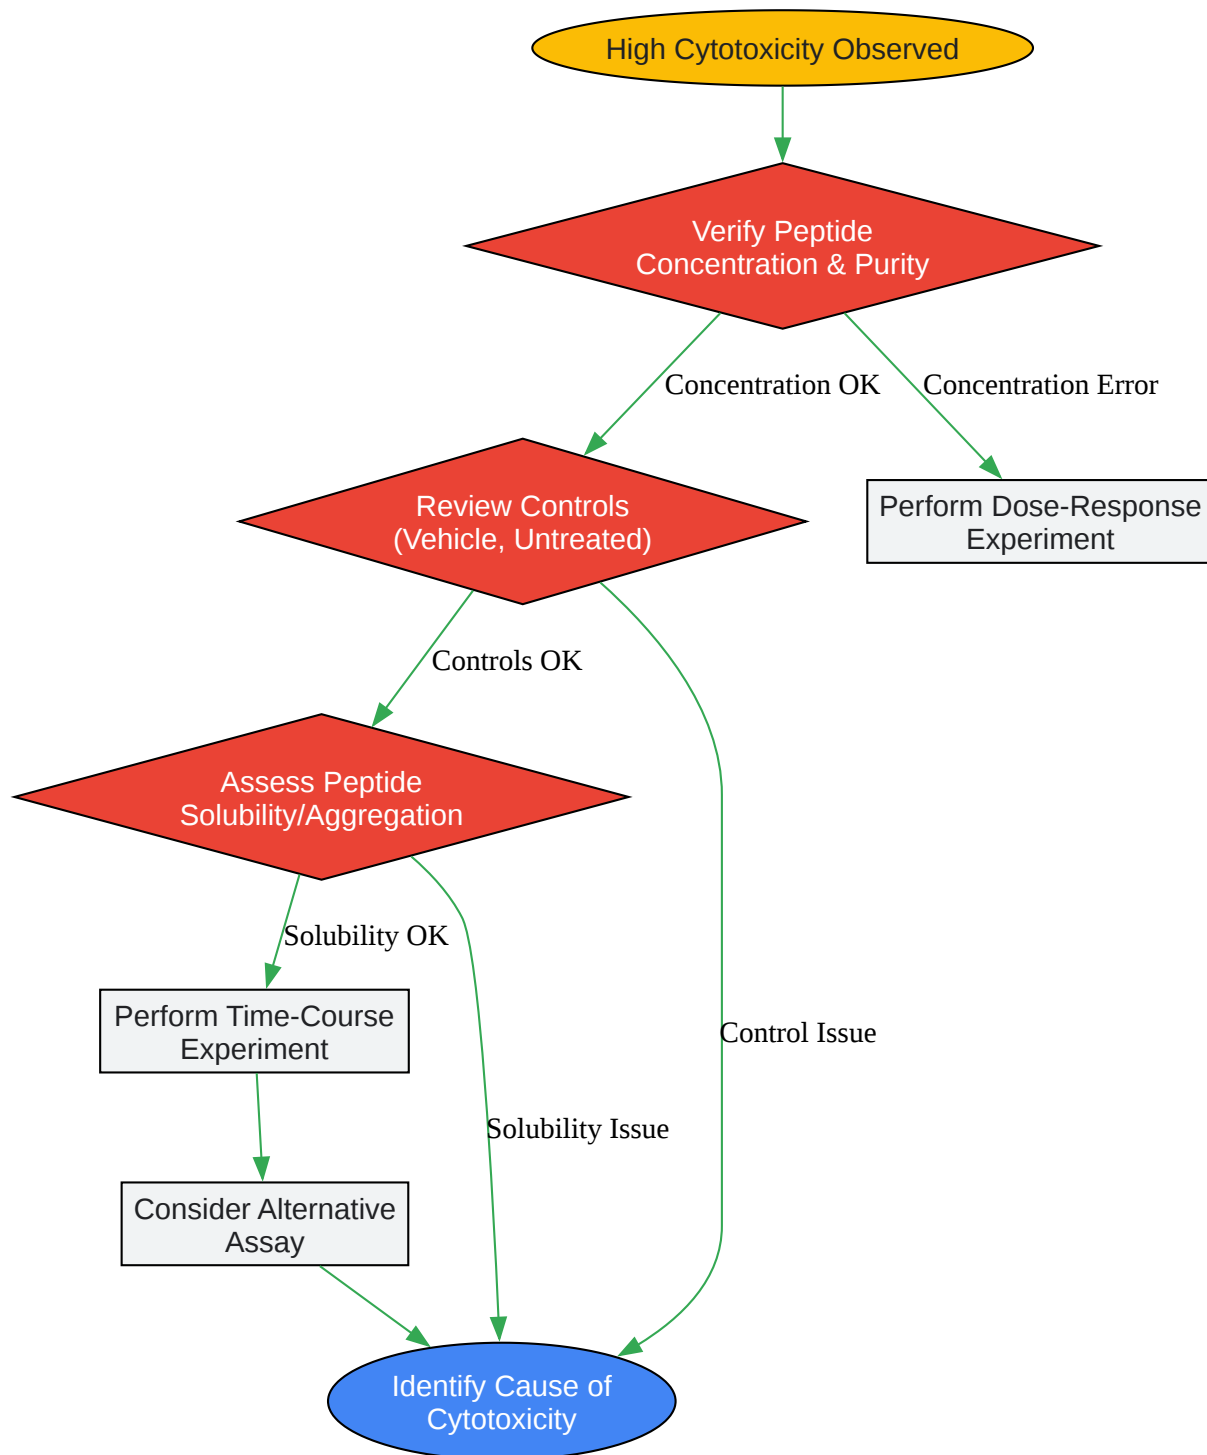 High Cytotoxicity Observed
Verify Peptide
Concentration & Purity
Concentration OK
Concentration Error
Review Controls
(Vehicle, Untreated)
Perform Dose-Response
Experiment
Controls OK
Assess Peptide
Solubility/Aggregation
Solubility OK
Perform Time-Course
Experiment
Control Issue
Solubility Issue
Consider Alternative
Assay
Identify Cause of
Cytotoxicity